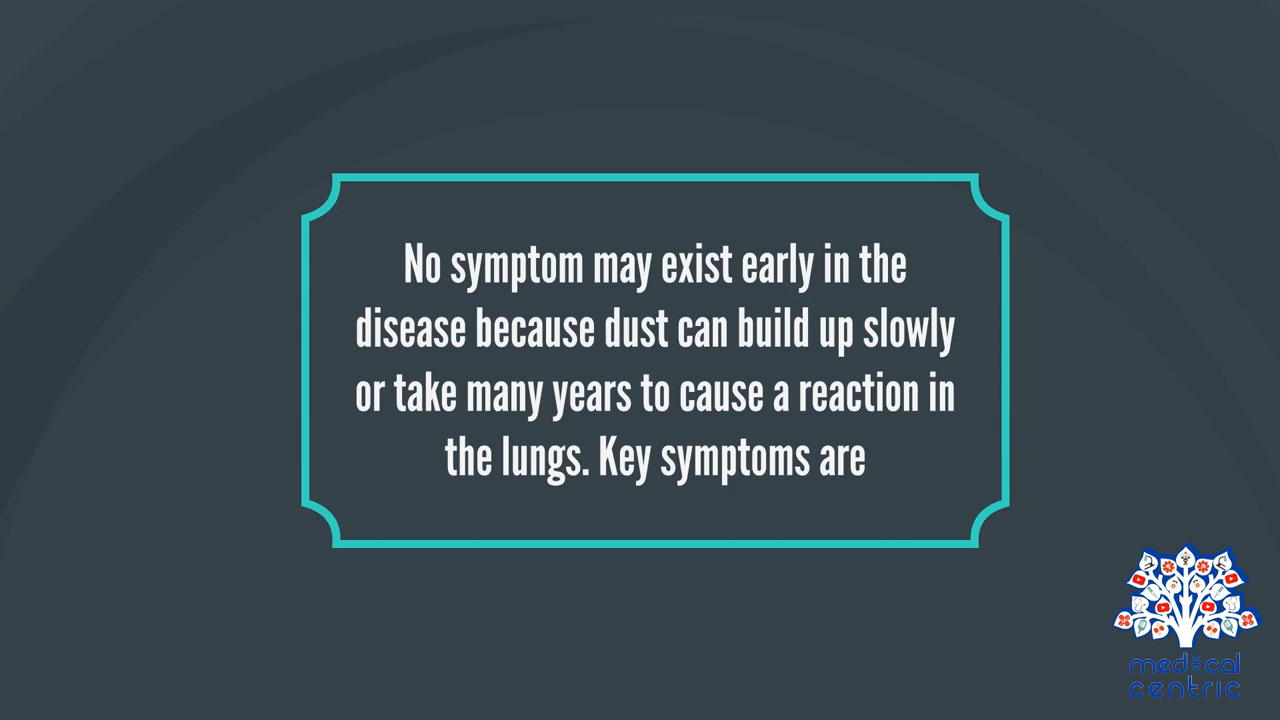 No symptom may exist early in the
disease because dust can build up slowly
or take many years to cause a reaction in
the lungs. Key symptoms are
medical
centric